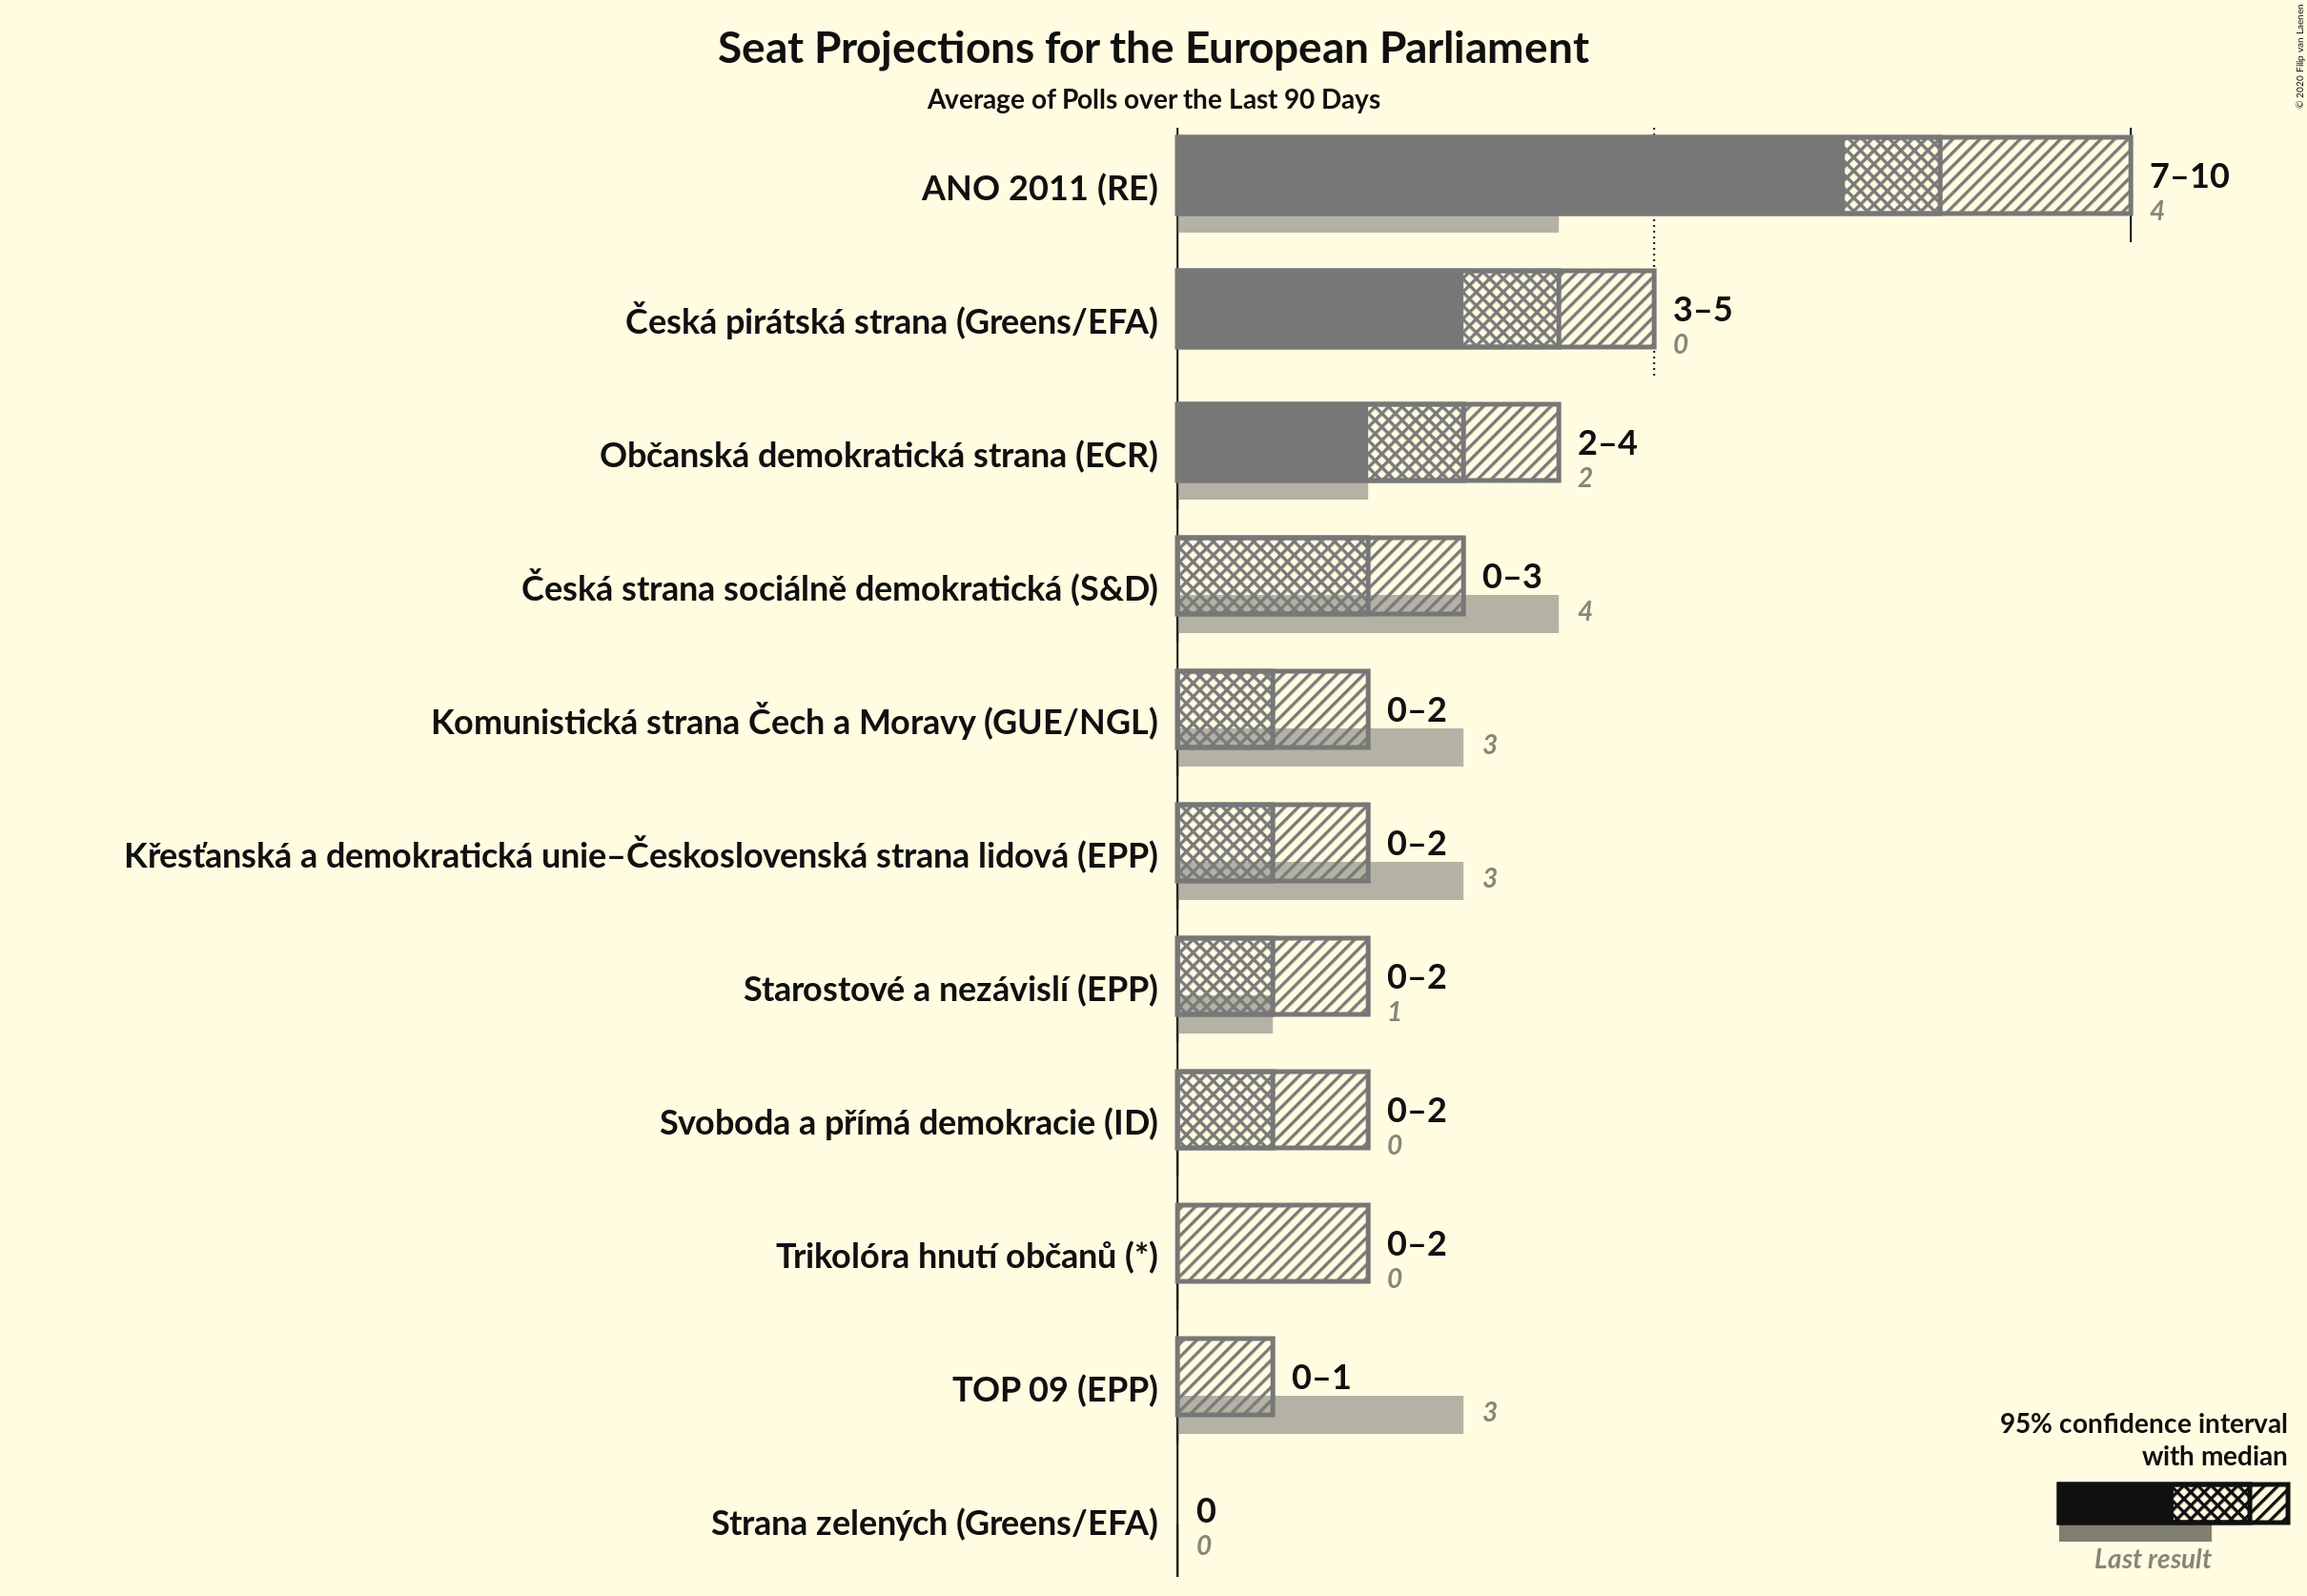 Seat Projections for the European Parliament
Average of Polls over the Last 90 Days
© 2020 Filip van Laenen
ANO 2011 (RE)
7–10
4
Česká pirátská strana (Greens/EFA)
3–5
0
Občanská demokratická strana (ECR)
2–4
2
Česká strana sociálně demokratická (S&D)
0–3
4
Komunistická strana Čech a Moravy (GUE/NGL)
0–2
3
Křesťanská a demokratická unie–Československá strana lidová (EPP)
0–2
3
Starostové a nezávislí (EPP)
0–2
1
Svoboda a přímá demokracie (ID)
0–2
0
Trikolóra hnutí občanů (*)
0–2
0
TOP 09 (EPP)
0–1
3
Strana zelených (Greens/EFA)
0
0
95% confidence interval
with median
Last result